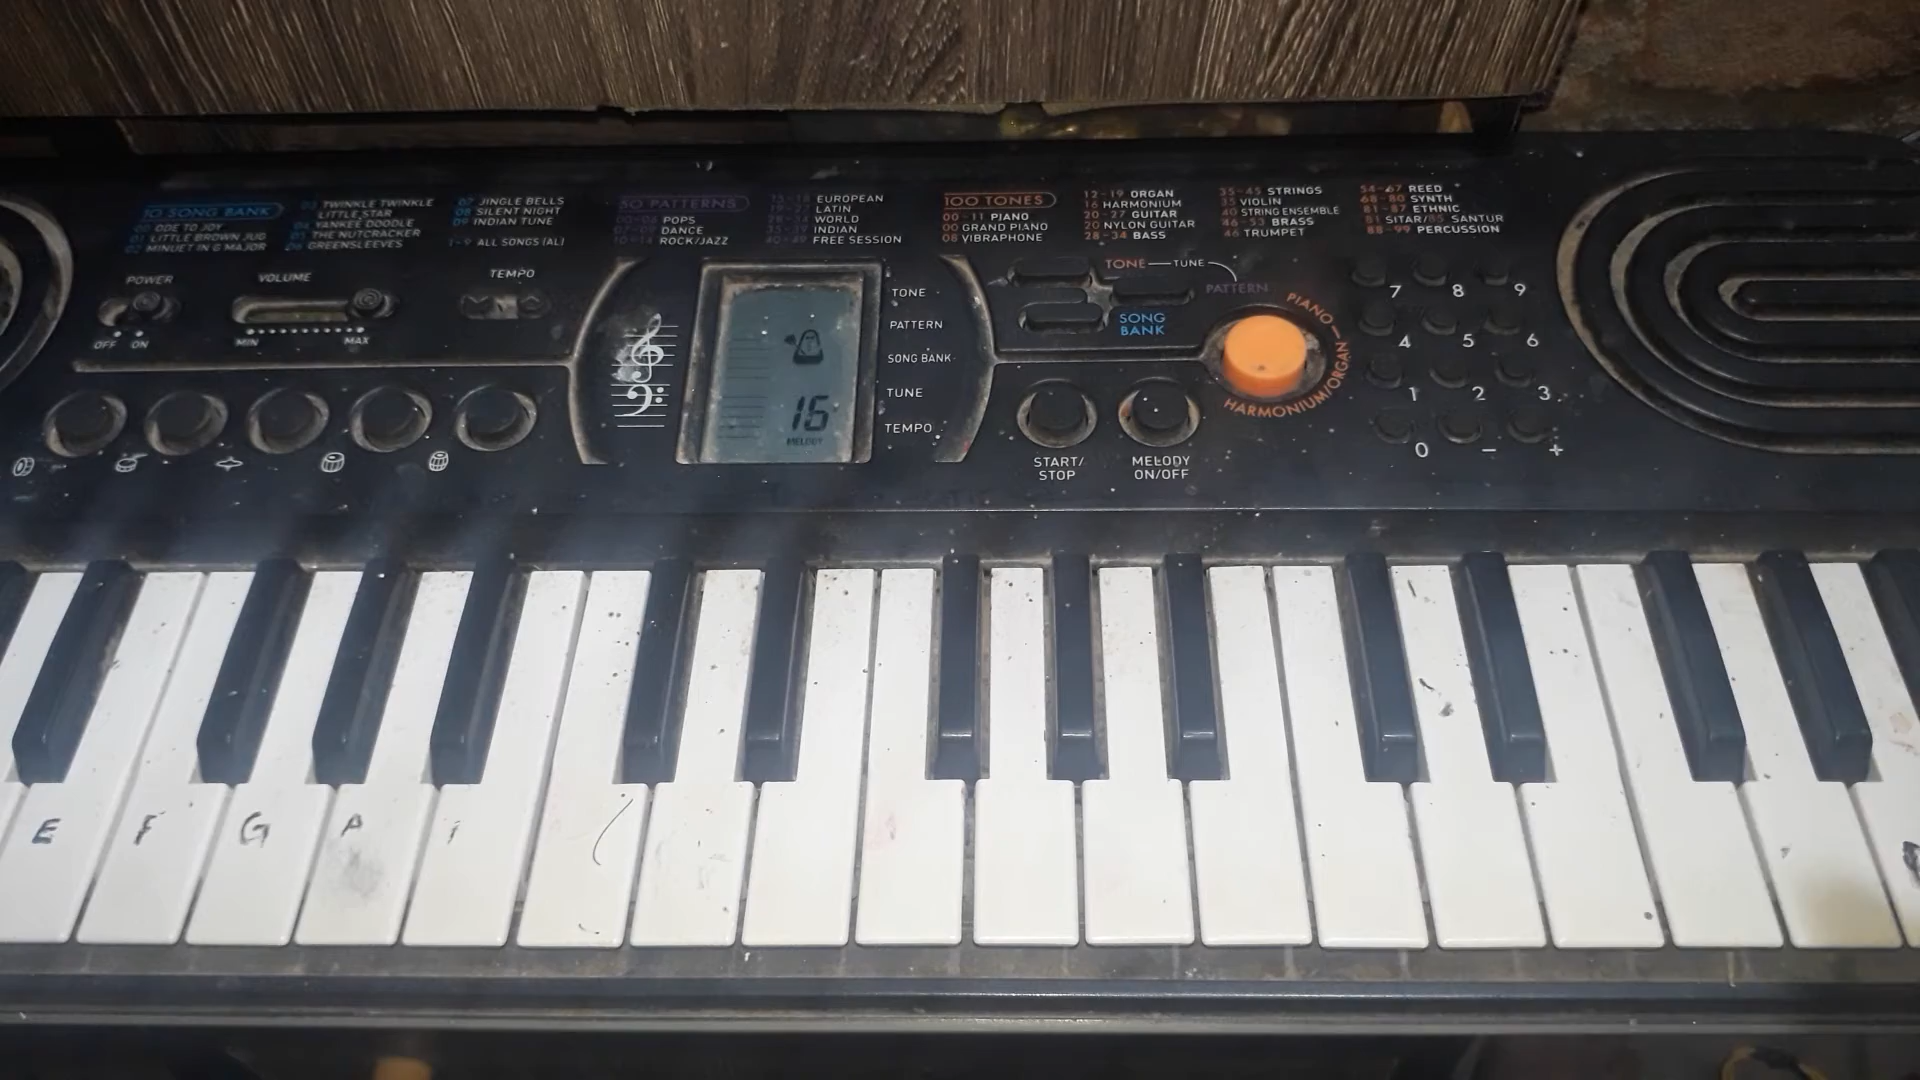 10 SONG BANK
00 ODE TO JOY
01 LITTLE BROWN JUG
02 MINUET IN G MAJOR
03 TWINKLE TWINKLE
LITTLE STAR
04 YANKEE DOODLE
05 THE NUTCRACKER
06 GREENSLEEVES
07 JINGLE BELLS
08 SILENT NIGHT
09 INDIAN TUNE
1-9 ALL SONGS (AL)
50 PATTERNS
00-06 POPS
07-09 DANCE
10-14 ROCK/JAZZ
15-18 EUROPEAN
19-27 LATIN
28-34 WORLD
35-39 INDIAN
40-49 FREE SESSION
100 TONES
00-11 PIANO
00 GRAND PIANO
08 VIBRAPHONE
12-19 ORGAN
16 HARMONIUM
20-27 GUITAR
20 NYLON GUITAR
28-34 BASS
35-45 STRINGS
35 VIOLIN
40 STRING ENSEMBLE
46-53 BRASS
46 TRUMPET
54-67 REED
68-80 SYNTH
81-87 ETHNIC
81 SITAR/85 SANTUR
88-99 PERCUSSION
POWER
OFF ON
VOLUME
MIN MAX
TEMPO
16
MELODY
TONE
PATTERN
SONG BANK
TUNE
TEMPO
TONE TUNE
PATTERN
SONG
BANK
PIANO
HARMONIUM/ORGAN
START/
STOP
MELODY
ON/OFF
7 8 9
4 5 6
1 2 3
0 - +
E F G A